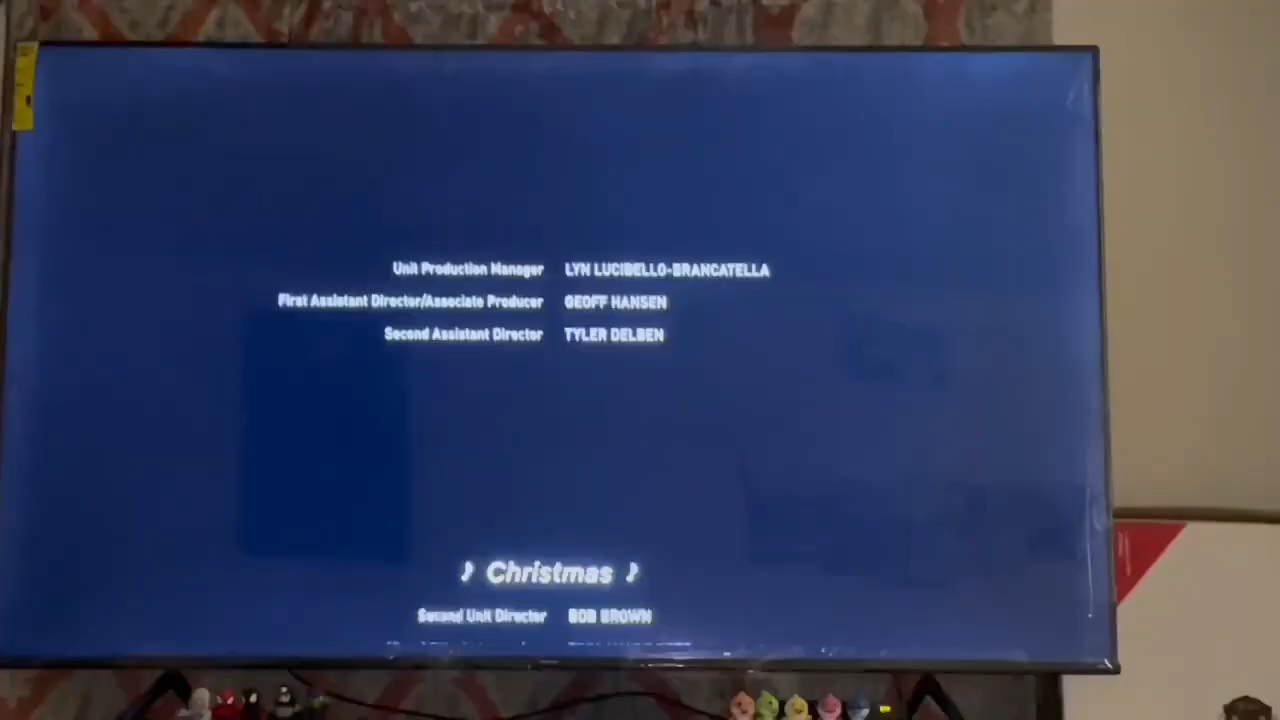 Unit Production Manager LYN LUCIBELLO-BRANCATELLA
First Assistant Director/Associate Producer GEOFF HANSEN
Second Assistant Director TYLER DELBEN
♪ Christmas ♪
Second Unit Director BOB BROWN